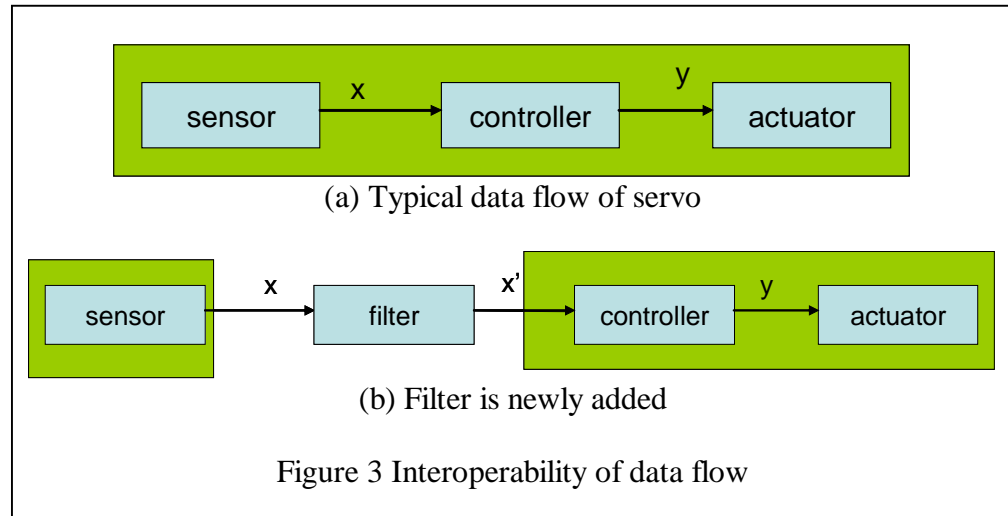 x
y
sensor
controller
actuator
(a) Typical data flow of servo
x
x'
y
sensor
filter
controller
actuator
(b) Filter is newly added
Figure 3 Interoperability of data flow